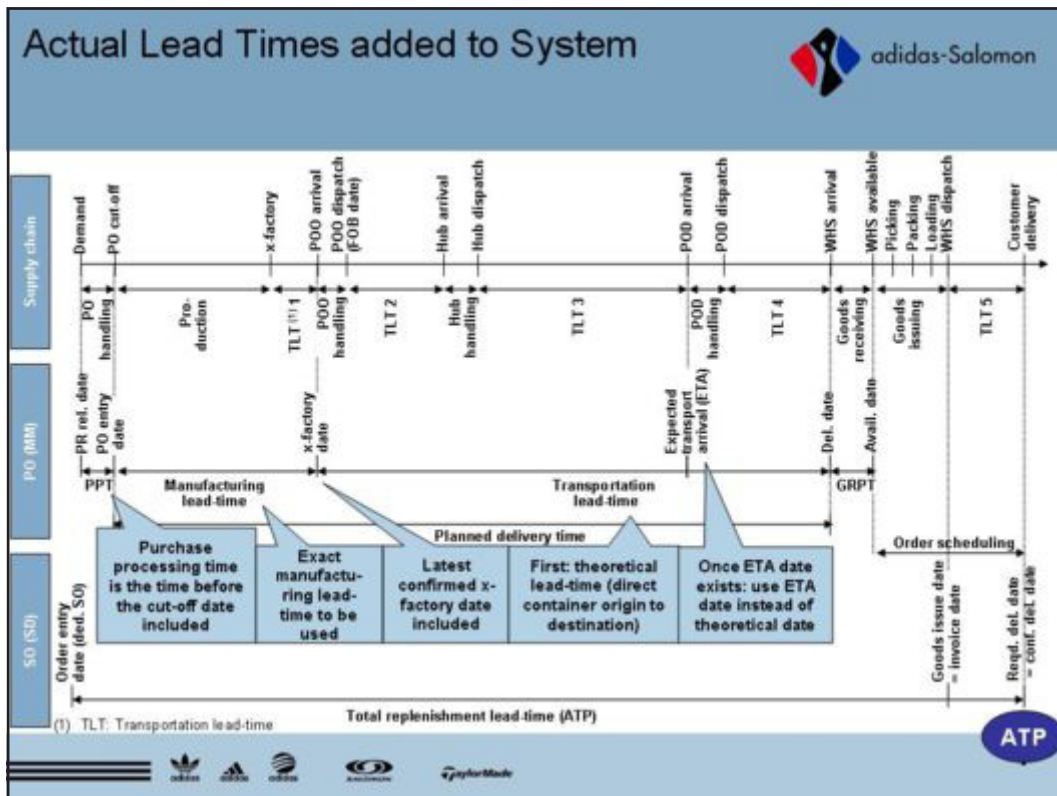 Actual Lead Times added to System
adidas-Salomon
Supply chain
Demand
PO cut-off
x-factory
POO arrival
POO dispatch
(FOB date)
Hub arrival
Hub dispatch
POD arrival
POD dispatch
WHS arrival
WHS available
Picking
Packing
Loading
WHS dispatch
Customer
delivery
PO
handling
Pro-
duction
TLT (1) 1
POO
handling
TLT 2
Hub
handling
TLT 3
POD
handling
TLT 4
Goods
receiving
Goods
issuing
TLT 5
PO (MM)
PR rel. date
PO entry
date
x-factory
date
Expected
transport
arrival (ETA)
Del. date
Avail. date
PPT
Manufacturing
lead-time
Transportation
lead-time
GRPT
Planned delivery time
Order scheduling
Purchase
processing time
is the time before
the cut-off date
included
Exact
manufactu-
ring lead-
time to be
used
Latest
confirmed x-
factory date
included
First: theoretical
lead-time (direct
container origin to
destination)
Once ETA date
exists: use ETA
date instead of
theoretical date
SO (SD)
Order entry
date (ded. SO)
Goods issue date
= invoice date
Reqd. del. date
= conf. del. date
Total replenishment lead-time (ATP)
(1) TLT: Transportation lead-time
ATP
adidas
adidas
adidas
SALOMON
TaylorMade